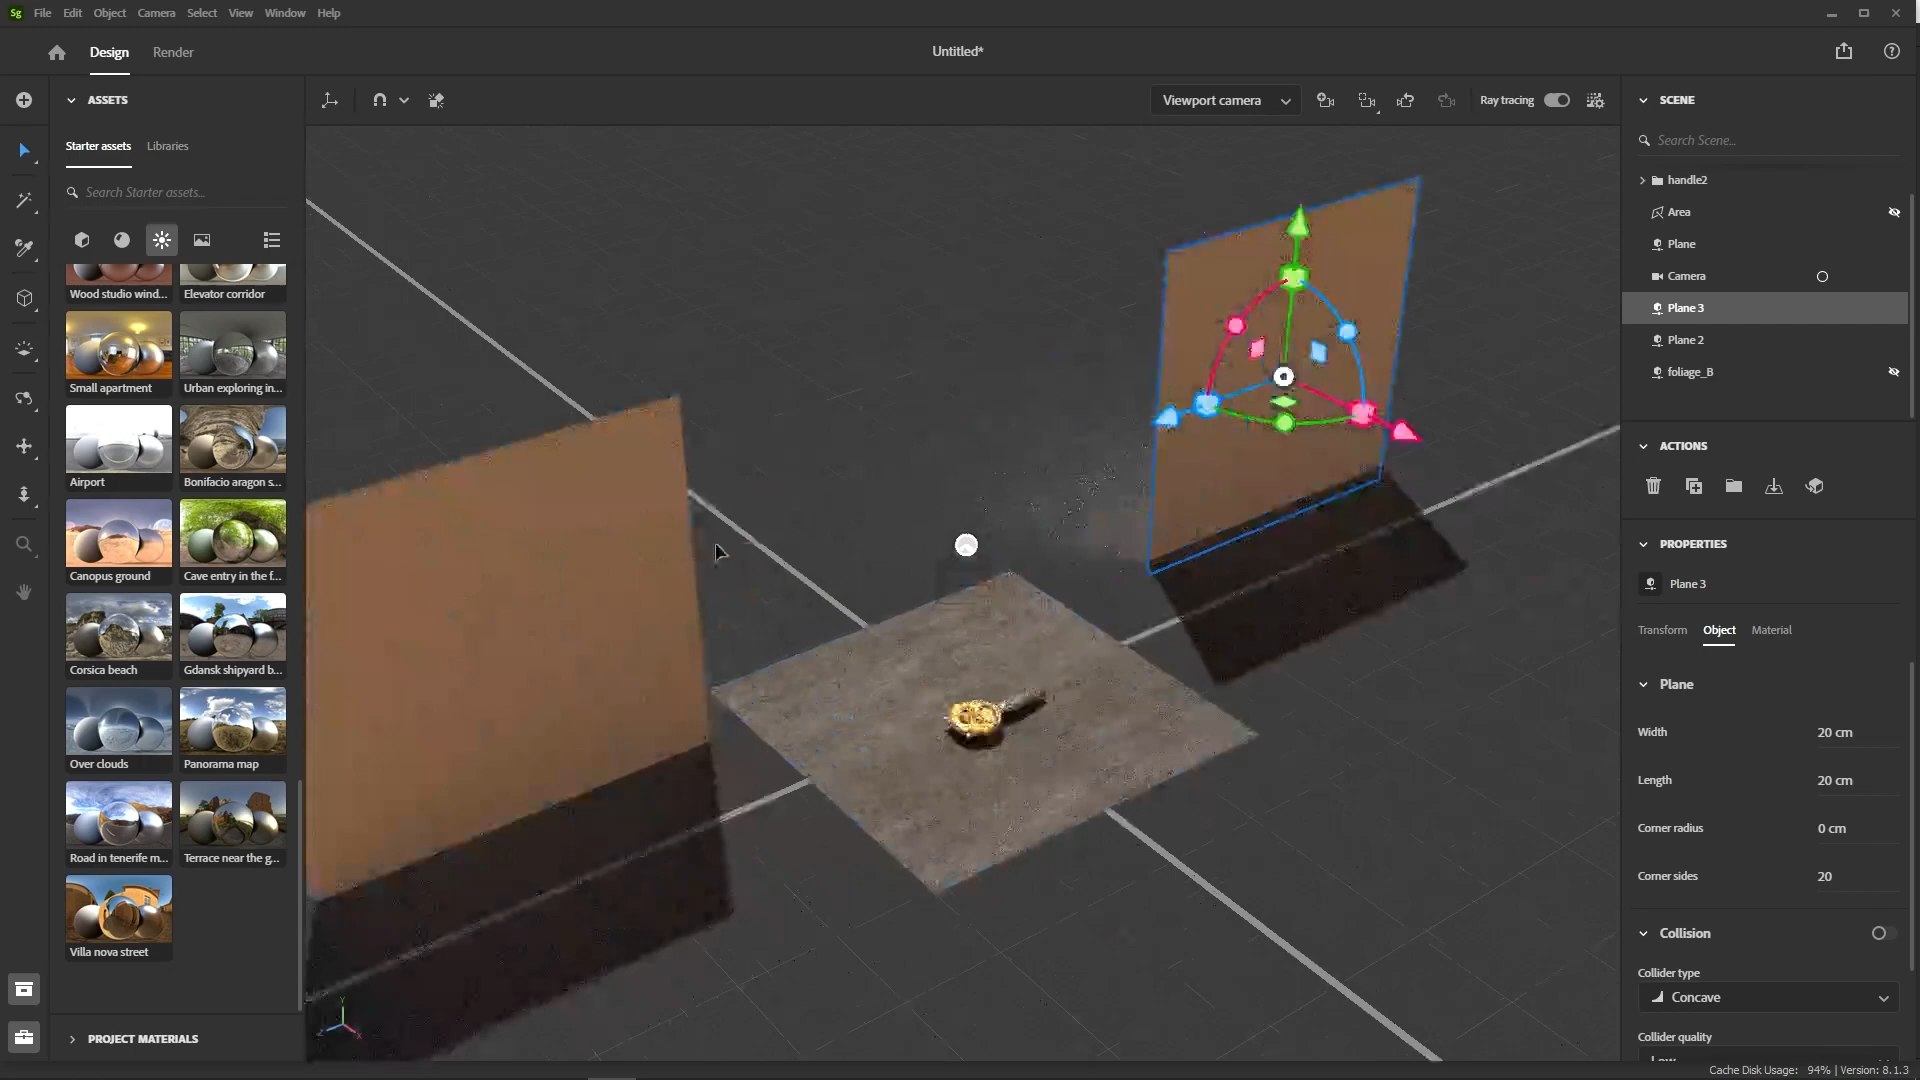 Sg File Edit Object Camera Select View Window Help
Design Render
Untitled*
ASSETS
Starter assets Libraries
Search Starter assets...
Wood studio wind... Elevator corridor
Small apartment Urban exploring in...
Airport Bonifacio aragon s...
Canopus ground Cave entry in the f...
Corsica beach Gdansk shipyard b...
Over clouds Panorama map
Road in tenerife m... Terrace near the g...
Villa nova street
PROJECT MATERIALS
Viewport camera Ray tracing
Y
SCENE
Search Scene...
handle2
Area
Plane
Camera
Plane 3
Plane 2
foliage_B
ACTIONS
PROPERTIES
Plane 3
Transform Object Material
Plane
Width 20 cm
Length 20 cm
Corner radius 0 cm
Corner sides 20
Collision
Collider type
Concave
Collider quality
Cache Disk Usage: 94% | Version: 8.1.3